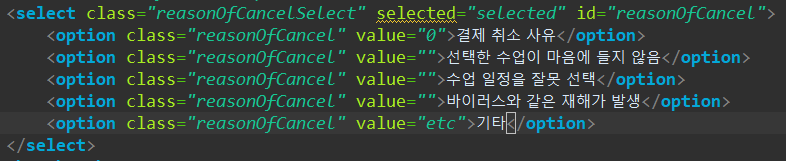 <select class="reasonOfCancelSelect" selected="selected" id="reasonOfCancel">
<option class="reasonOfCancel" value="0">결제 취소 사유</option>
<option class="reasonOfCancel" value="">선택한 수업이 마음에 들지 않음</option>
<option class="reasonOfCancel" value="">수업 일정을 잘못 선택</option>
<option class="reasonOfCancel" value="">바이러스와 같은 재해가 발생</option>
<option class="reasonOfCancel" value="etc">기타</option>
</select>